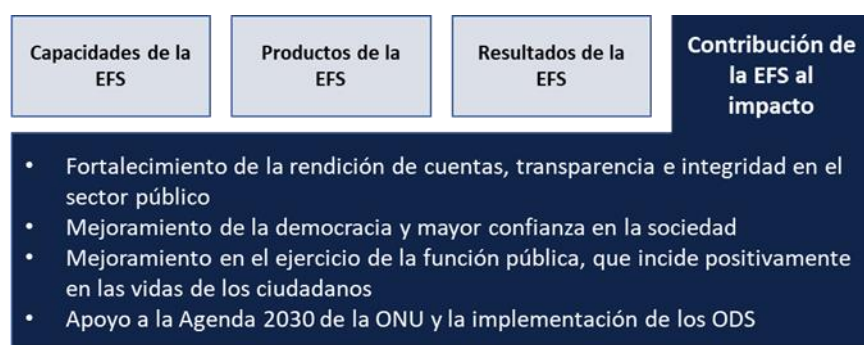 Capacidades de la
EFS
Productos de la
EFS
Resultados de la
EFS
Contribución de
la EFS al
impacto
• Fortalecimiento de la rendición de cuentas, transparencia e integridad en el
sector público
• Mejoramiento de la democracia y mayor confianza en la sociedad
• Mejoramiento en el ejercicio de la función pública, que incide positivamente
en las vidas de los ciudadanos
• Apoyo a la Agenda 2030 de la ONU y la implementación de los ODS